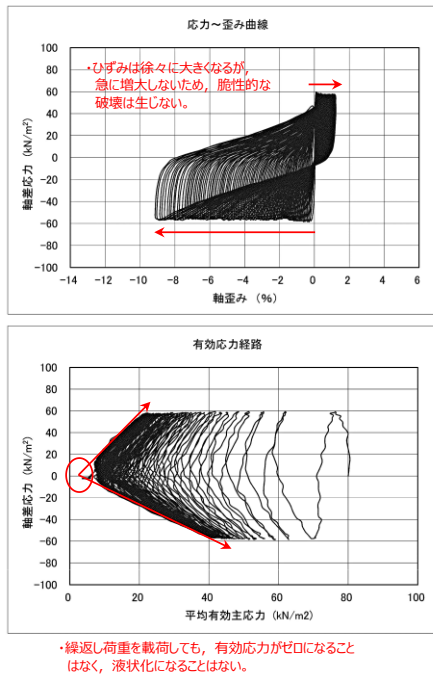 応力～歪み曲線
・ひずみは徐々に大きくなるが，
急に増大しないため，脆性的な
破壊は生じない。
軸差応力（kN/m²）
100
80
60
40
20
0
−20
−40
−60
−80
−100
−14 −12 −10 −8 −6 −4 −2 0 2 4 6
軸歪み（%）
有効応力経路
軸差応力（kN/m²）
100
80
60
40
20
0
−20
−40
−60
−80
−100
0 20 40 60 80 100
平均有効主応力（kN/m2）
・繰返し荷重を載荷しても，有効応力がゼロになること
はなく，液状化になることはない。